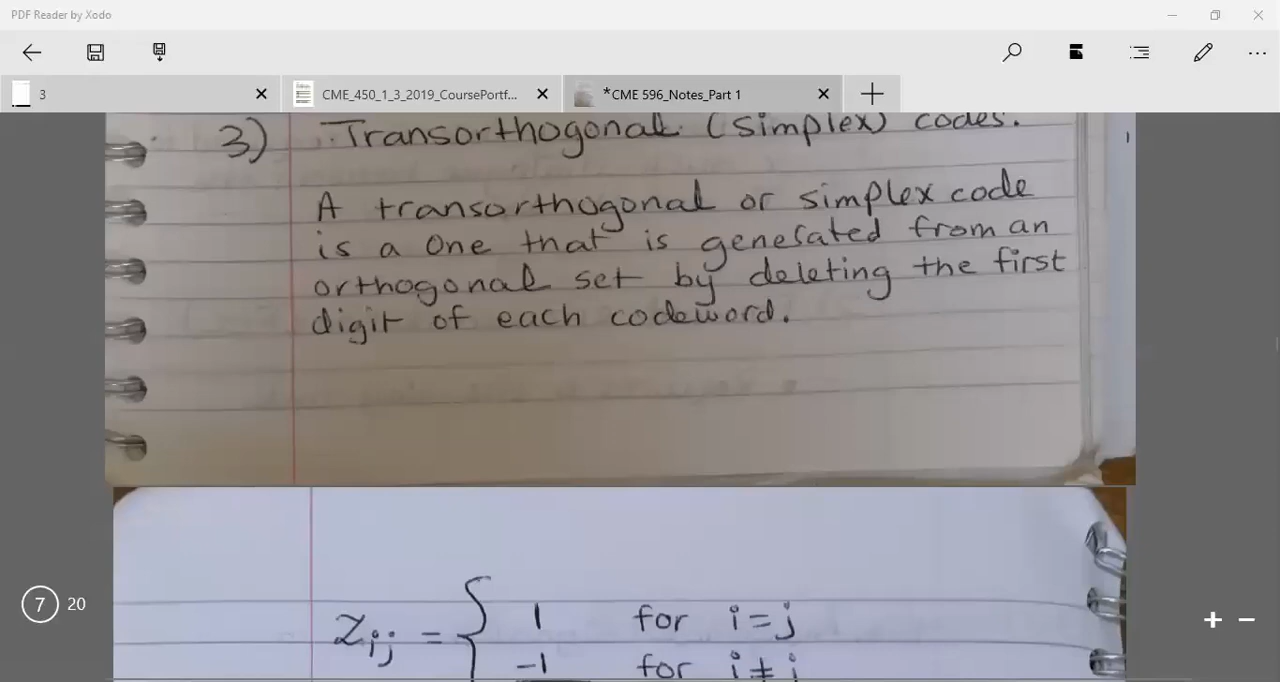 PDF Reader by Xodo
3
CME_450_1_3_2019_CoursePortf...
*CME 596_Notes_Part 1
3) Transorthogonal (simplex) codes.
A transorthogonal or simplex code
is a one that is generated from an
orthogonal set by deleting the first
digit of each codeword.
7 20
Zij = { 1 for i=j
-1 for i≠j